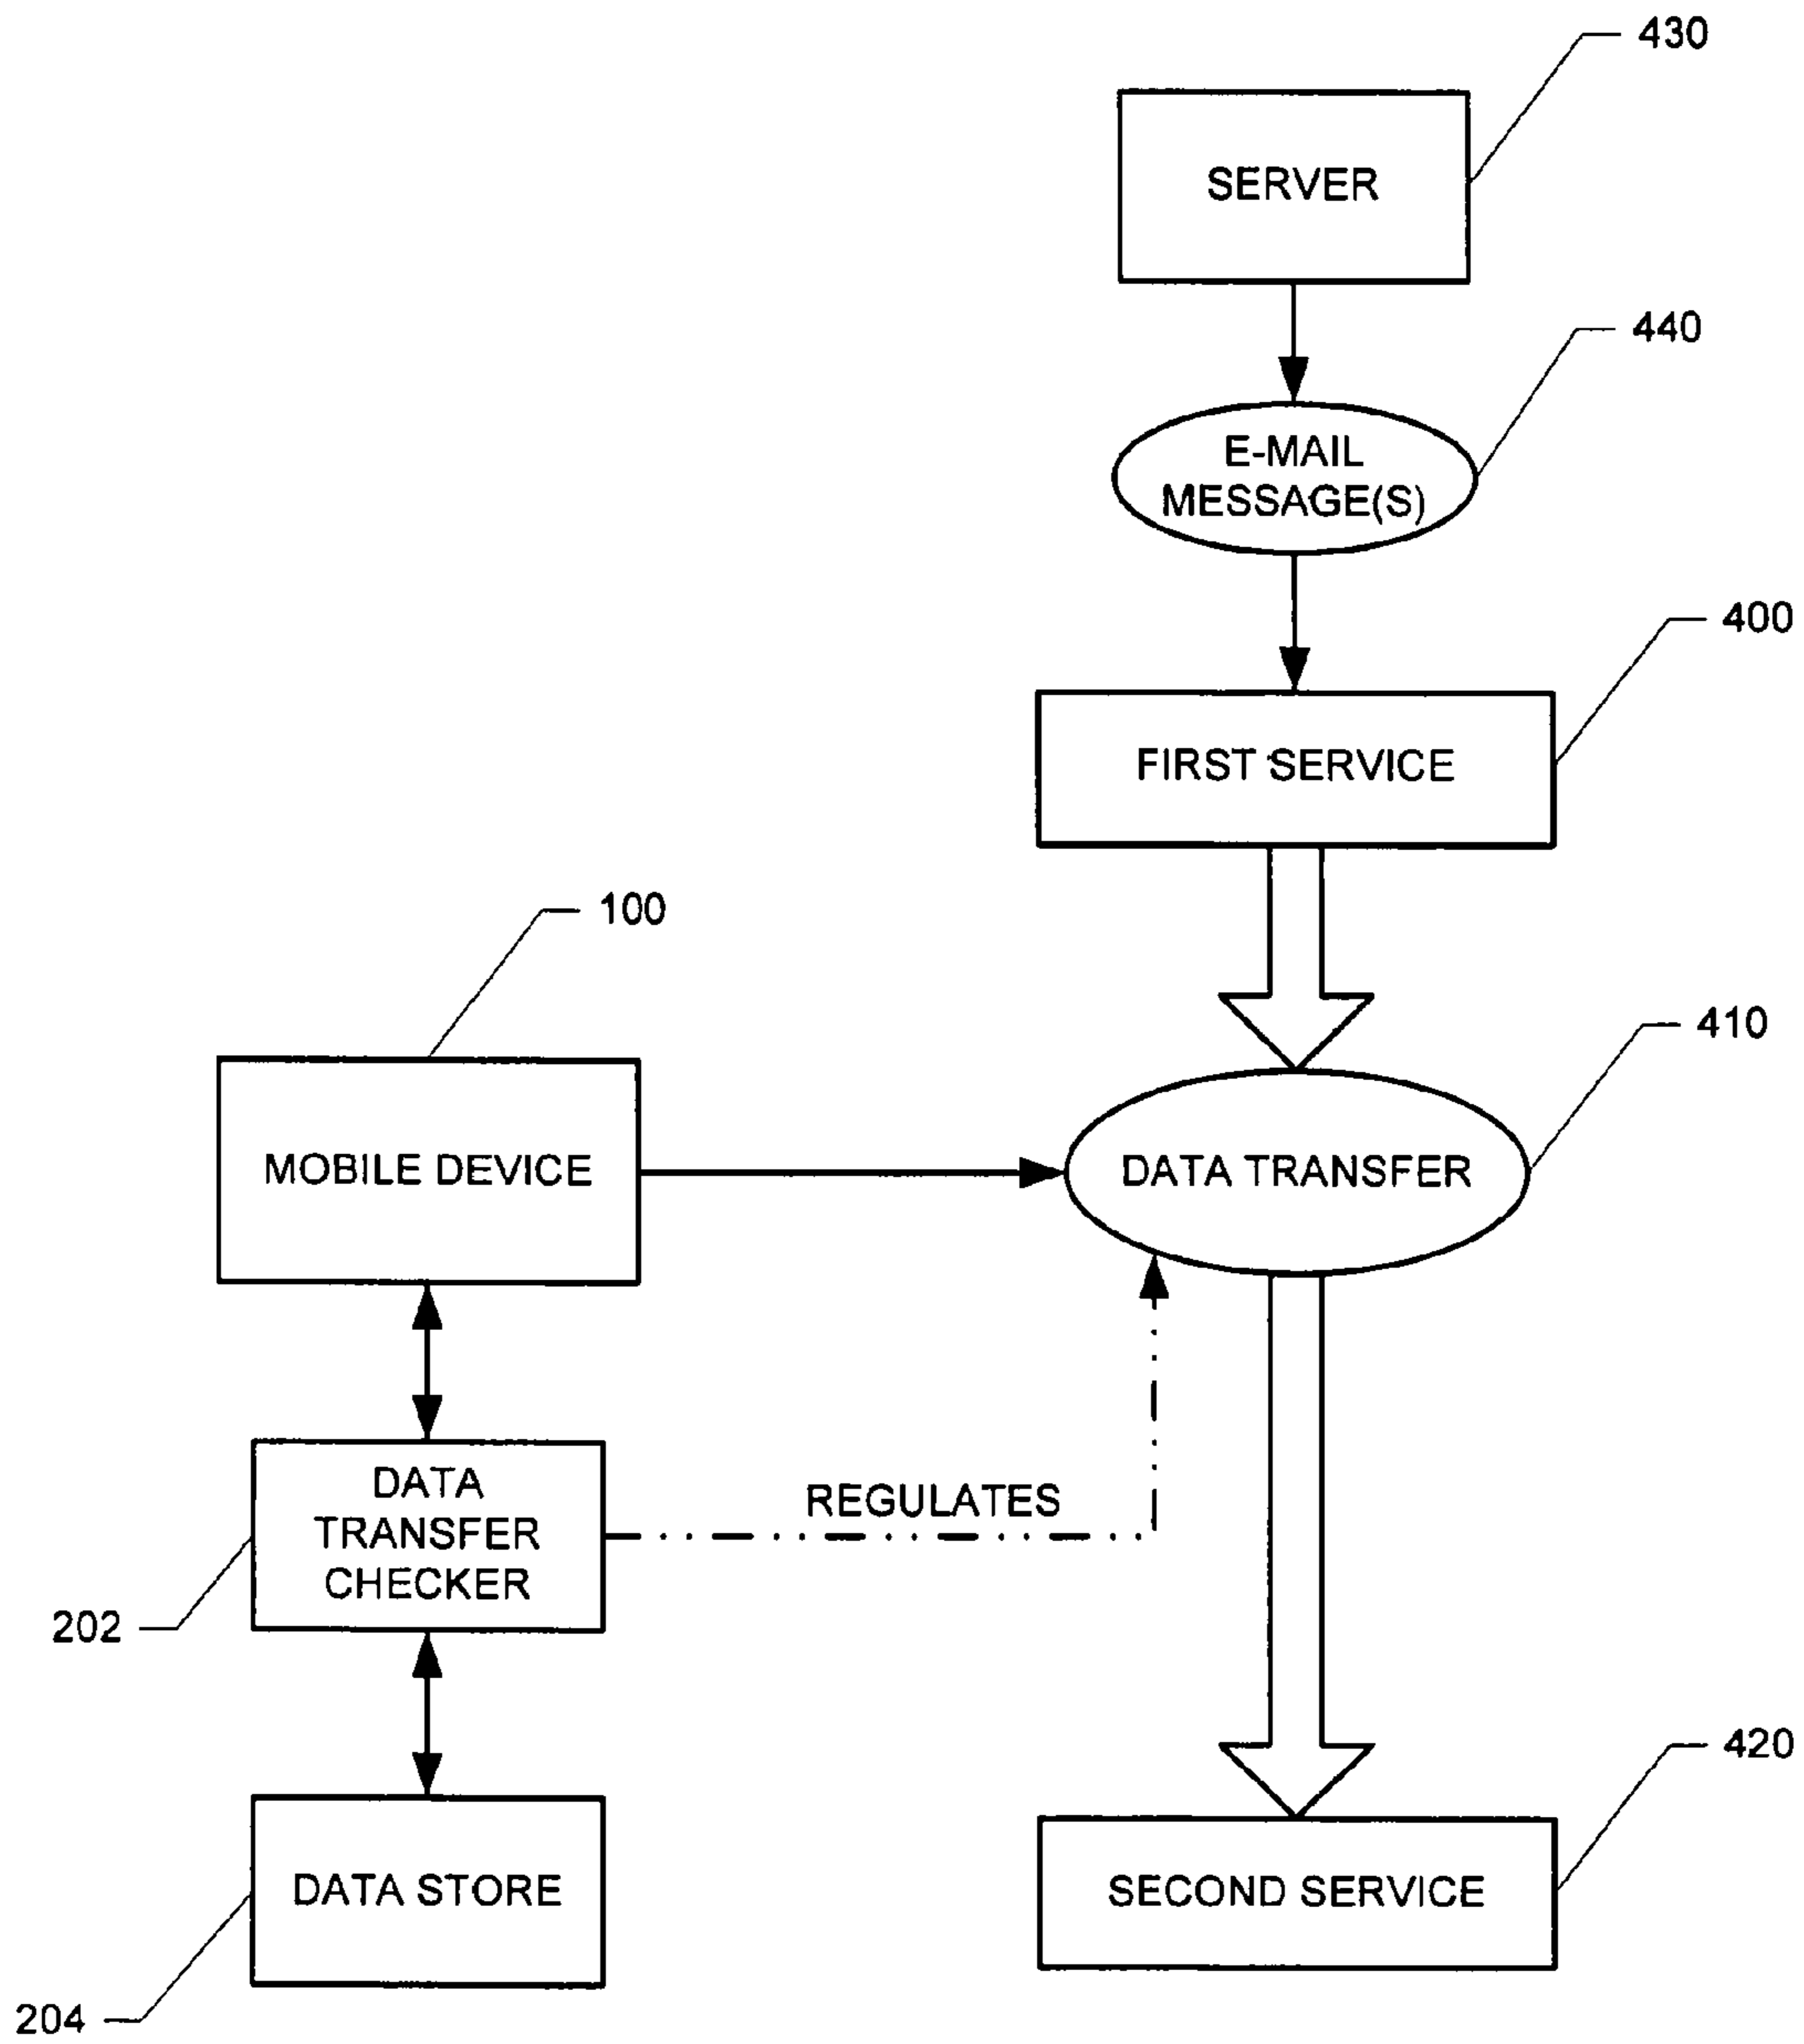 430
SERVER
440
E-MAIL
MESSAGE(S)
400
FIRST SERVICE
100
410
MOBILE DEVICE
DATA TRANSFER
DATA
TRANSFER
CHECKER
REGULATES
202
420
DATA STORE
SECOND SERVICE
204